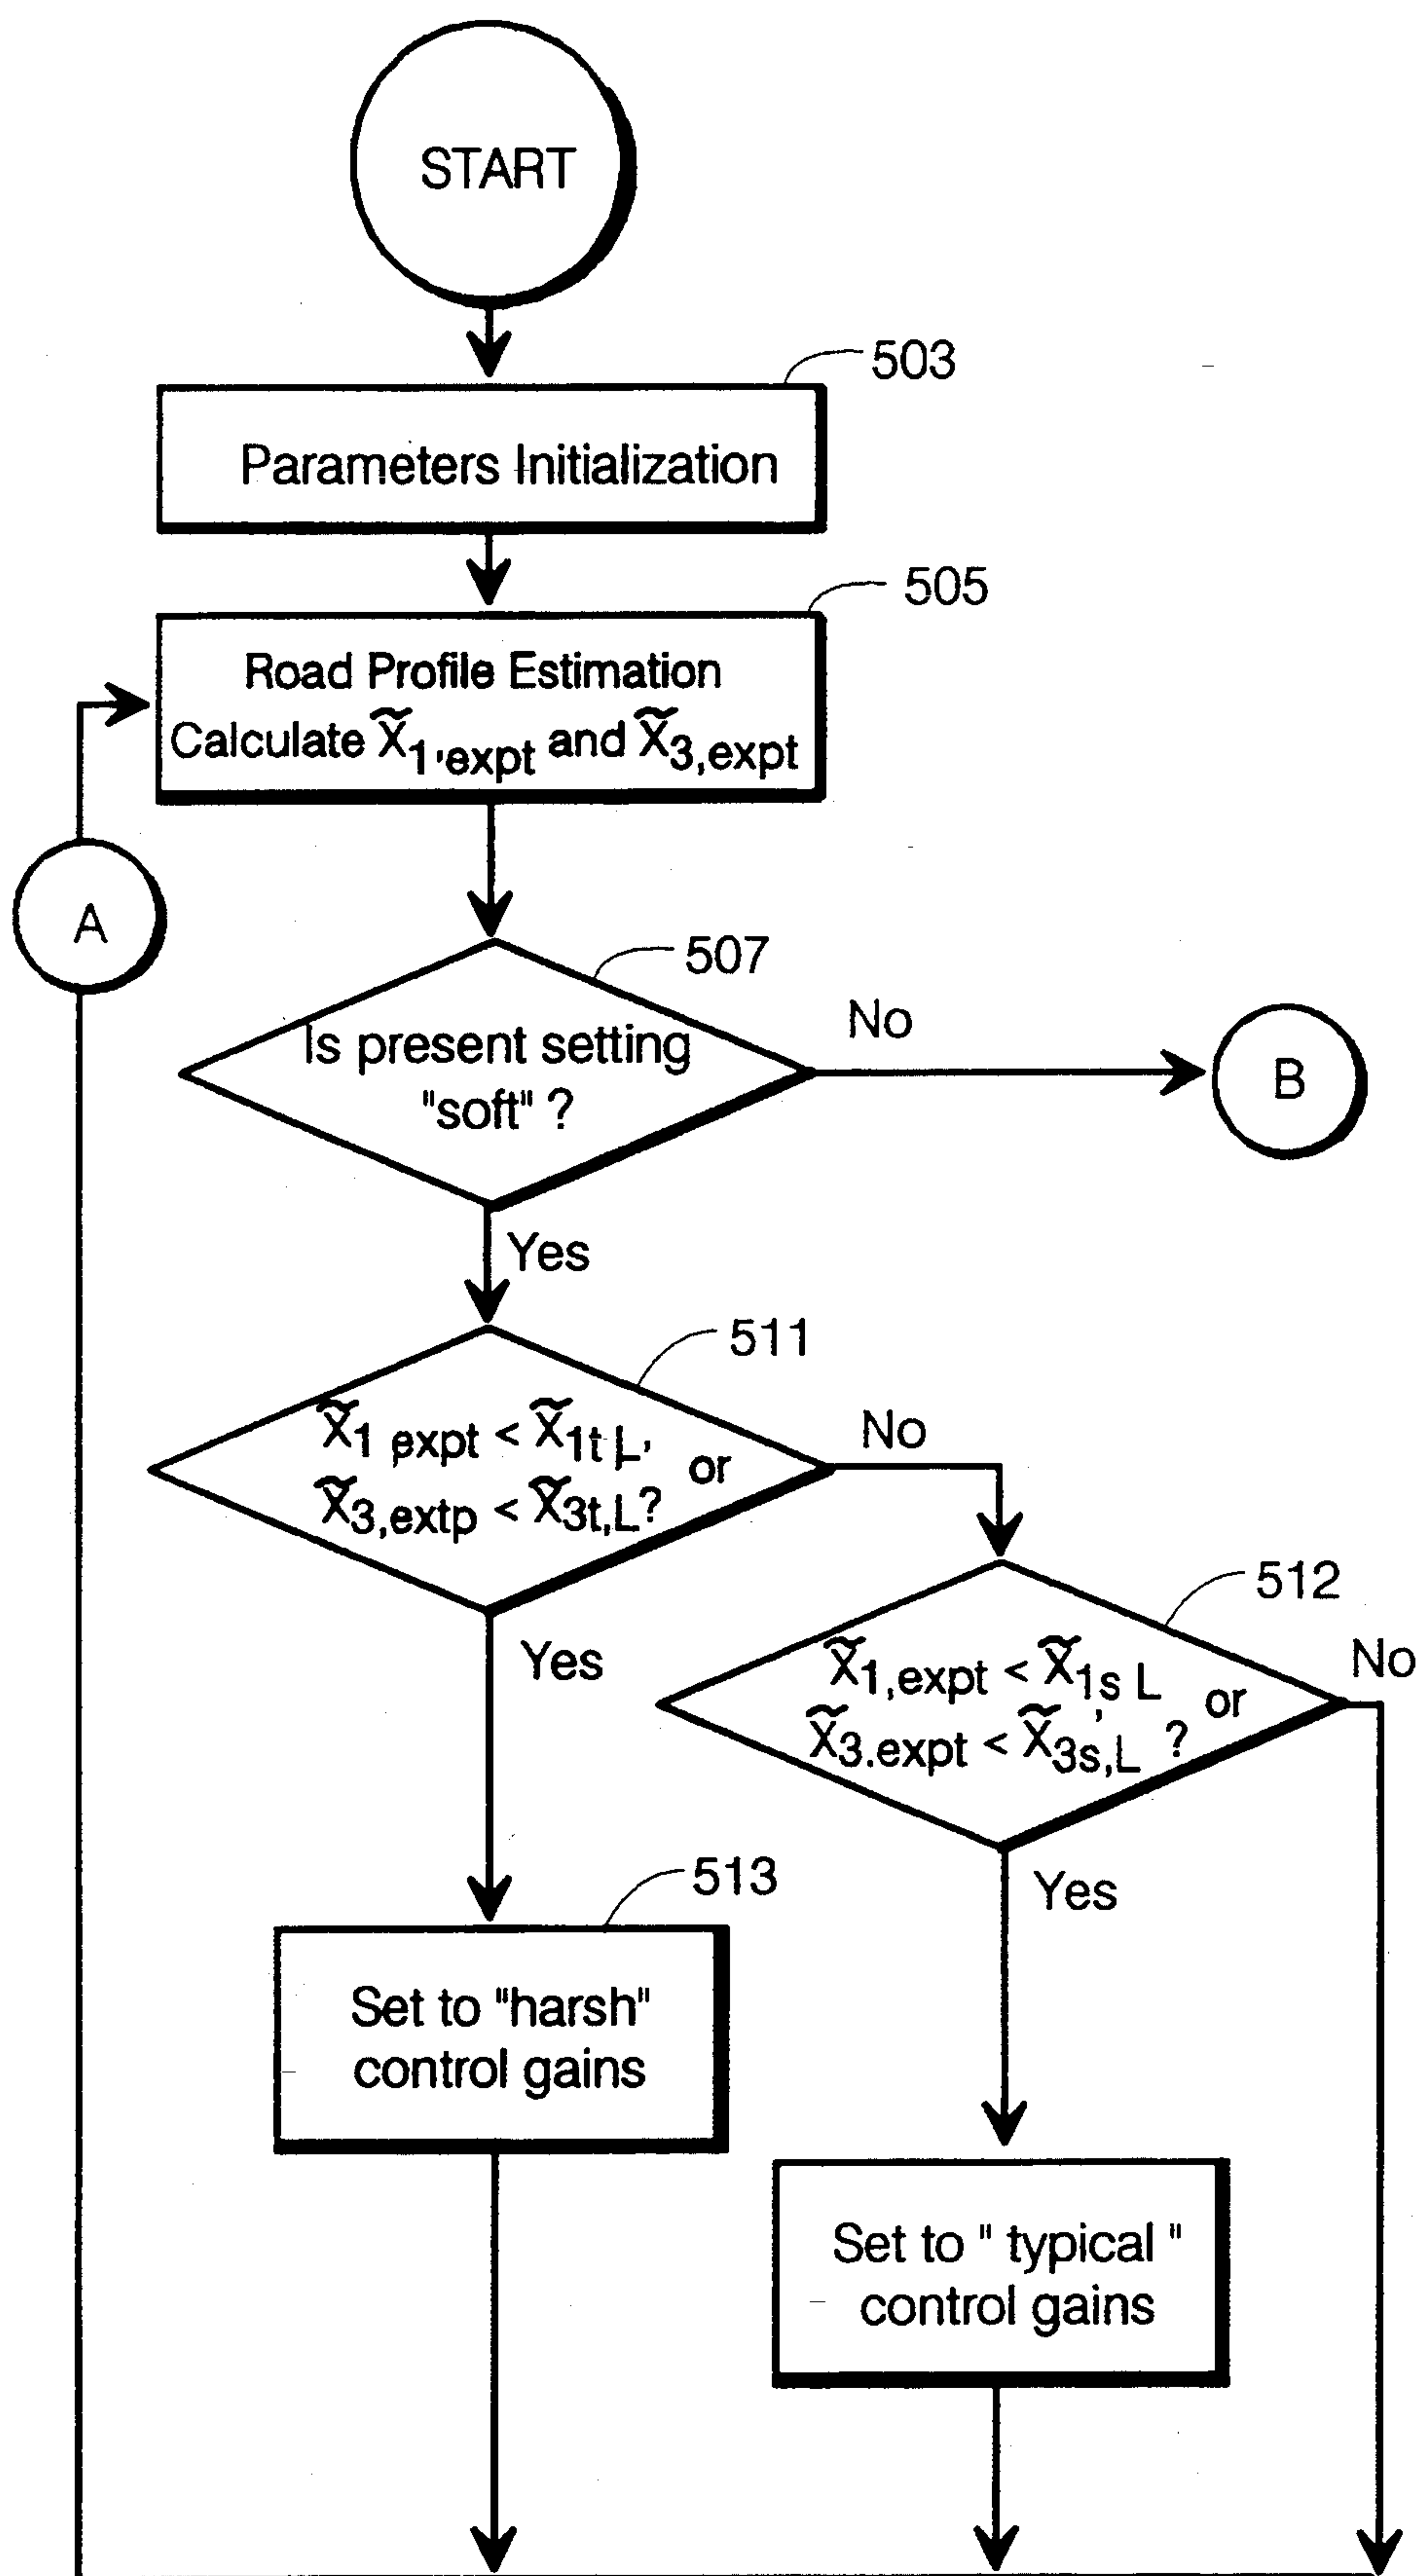 START
503
Parameters Initialization
505
Road Profile Estimation
Calculate X̃1,expt and X̃3,expt
A
507
Is present setting
"soft" ?
No
B
Yes
511
X̃1 expt < X̃1t L, or
X̃3,extp < X̃3t,L?
No
512
X̃1,expt < X̃1s L or
X̃3.expt < X̃3s,L ?
No
Yes
Yes
513
Set to "harsh"
control gains
Set to " typical "
control gains